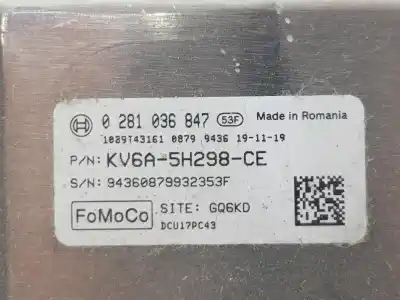 0 281 036 847 53F Made in Romania
1039T43161 0879 9436 19-11-19
P/N: KV6A-5H298-CE
S/N: 94360879932353F
FoMoCo SITE: GQ6KD
DCU17PC43